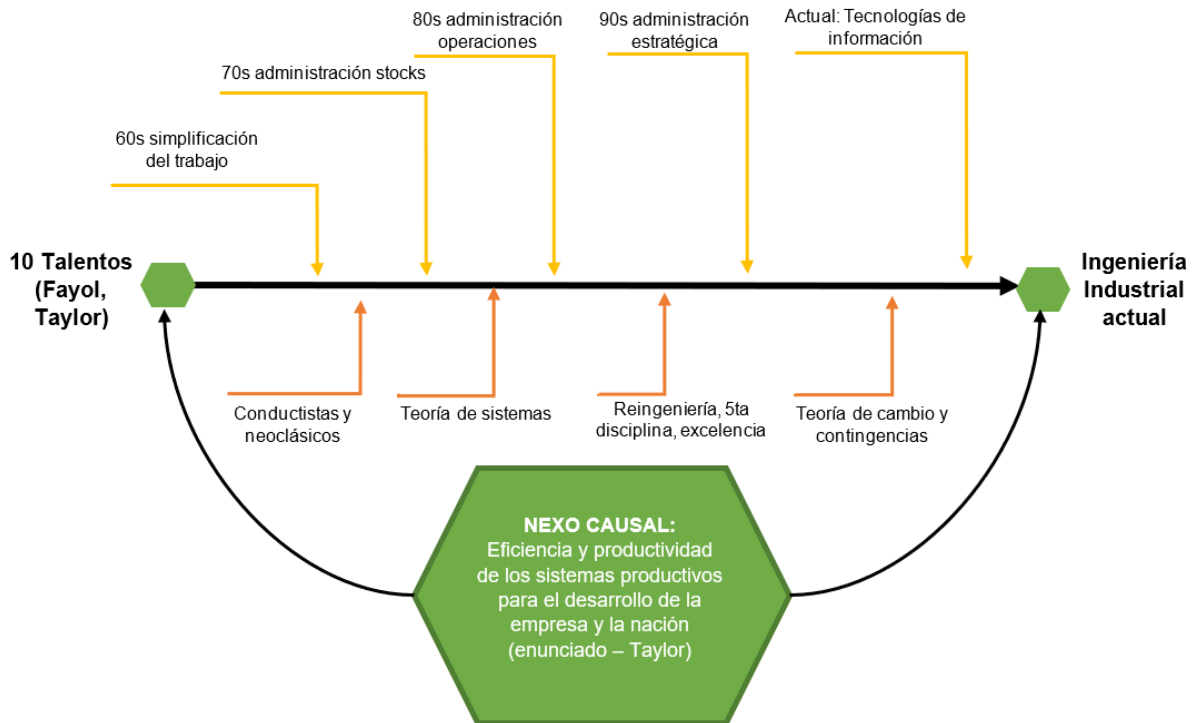 80s administración
operaciones
90s administración
estratégica
Actual: Tecnologías de
información
70s administración stocks
60s simplificación
del trabajo
10 Talentos
(Fayol,
Taylor)
Ingeniería
Industrial
actual
Conductistas y
neoclásicos
Teoría de sistemas
Reingeniería, 5ta
disciplina, excelencia
Teoría de cambio y
contingencias
NEXO CAUSAL:
Eficiencia y productividad
de los sistemas productivos
para el desarrollo de la
empresa y la nación
(enunciado – Taylor)